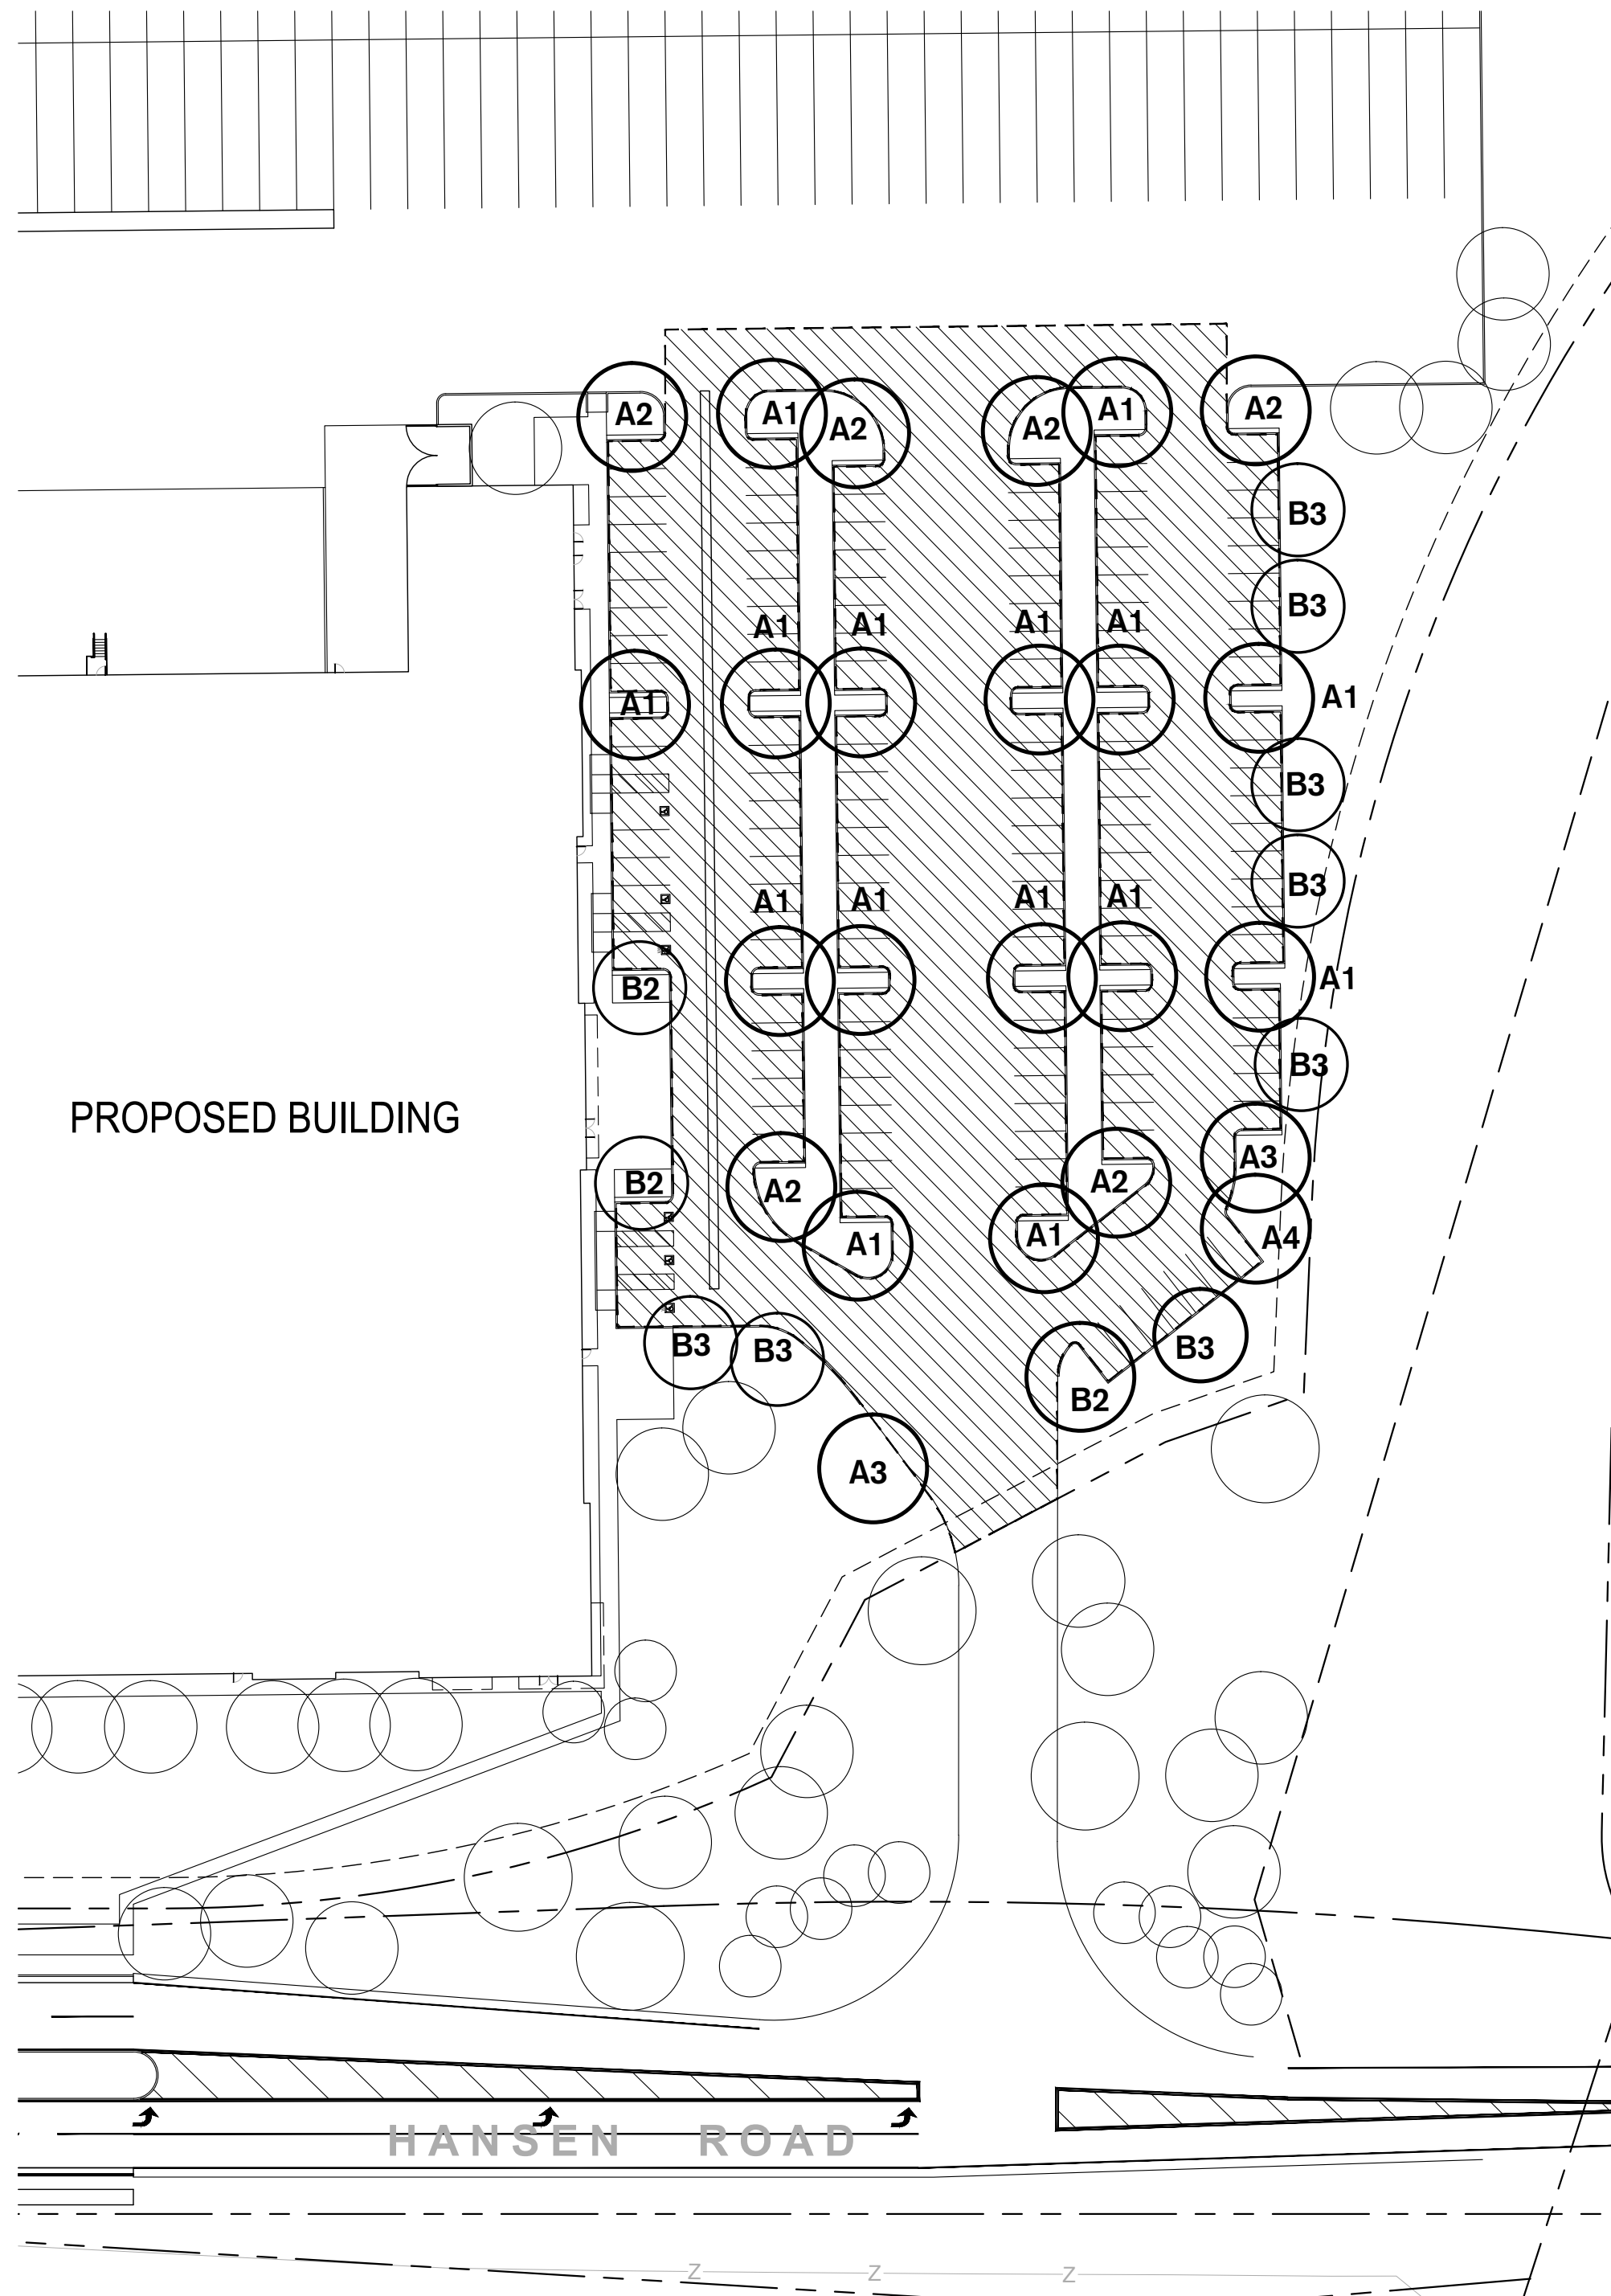 A2 A1 A2 A2 A1 A2
B3
B3
A1 A1 A1 A1
A1 A1
B3
B3
A1 A1 A1 A1
B2 A1
B3
A3
B2 A2 A2
A1 A1 A4
B3 B3 B3
B2
A3
PROPOSED BUILDING
HANSEN ROAD
Z Z Z